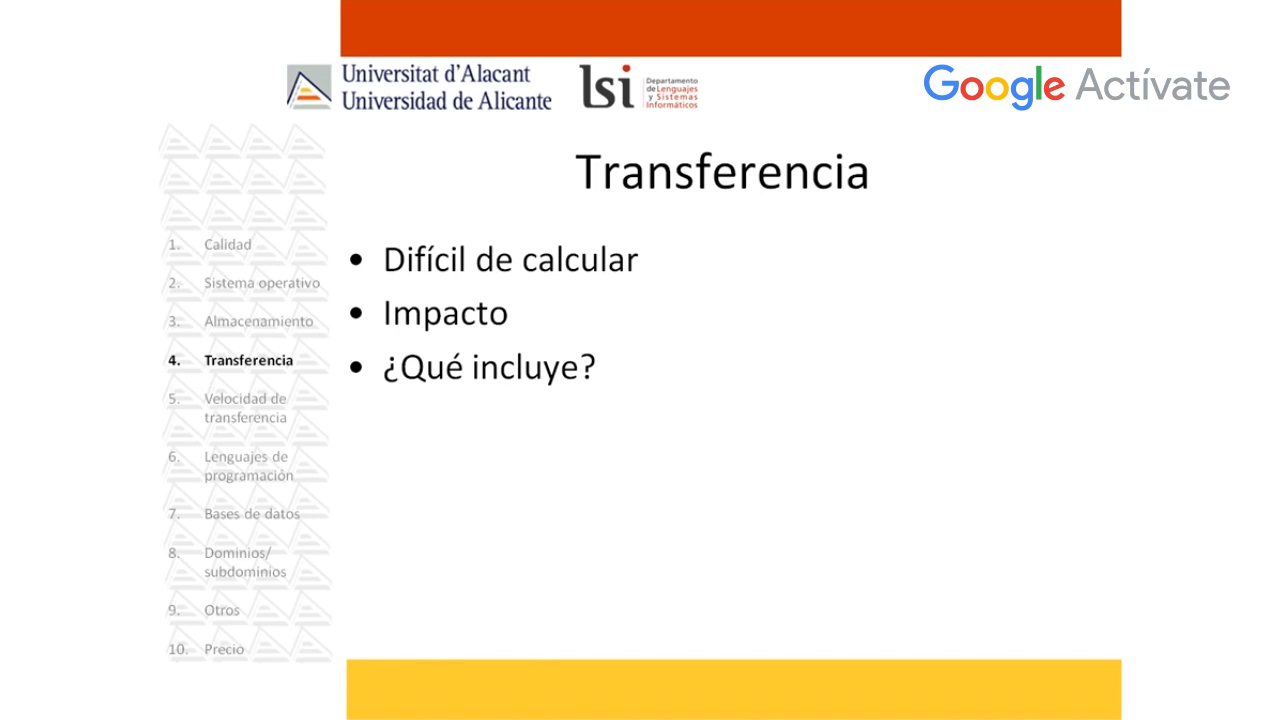 Universitat d'Alacant
Universidad de Alicante
lsi
Departamento
de Lenguajes
y Sistemas
Informáticos
Google Actívate
Transferencia
1. Calidad
2. Sistema operativo
3. Almacenamiento
4. Transferencia
5. Velocidad de
transferencia
6. Lenguajes de
programación
7. Bases de datos
8. Dominios/
subdominios
9. Otros
10. Precio
• Difícil de calcular
• Impacto
• ¿Qué incluye?